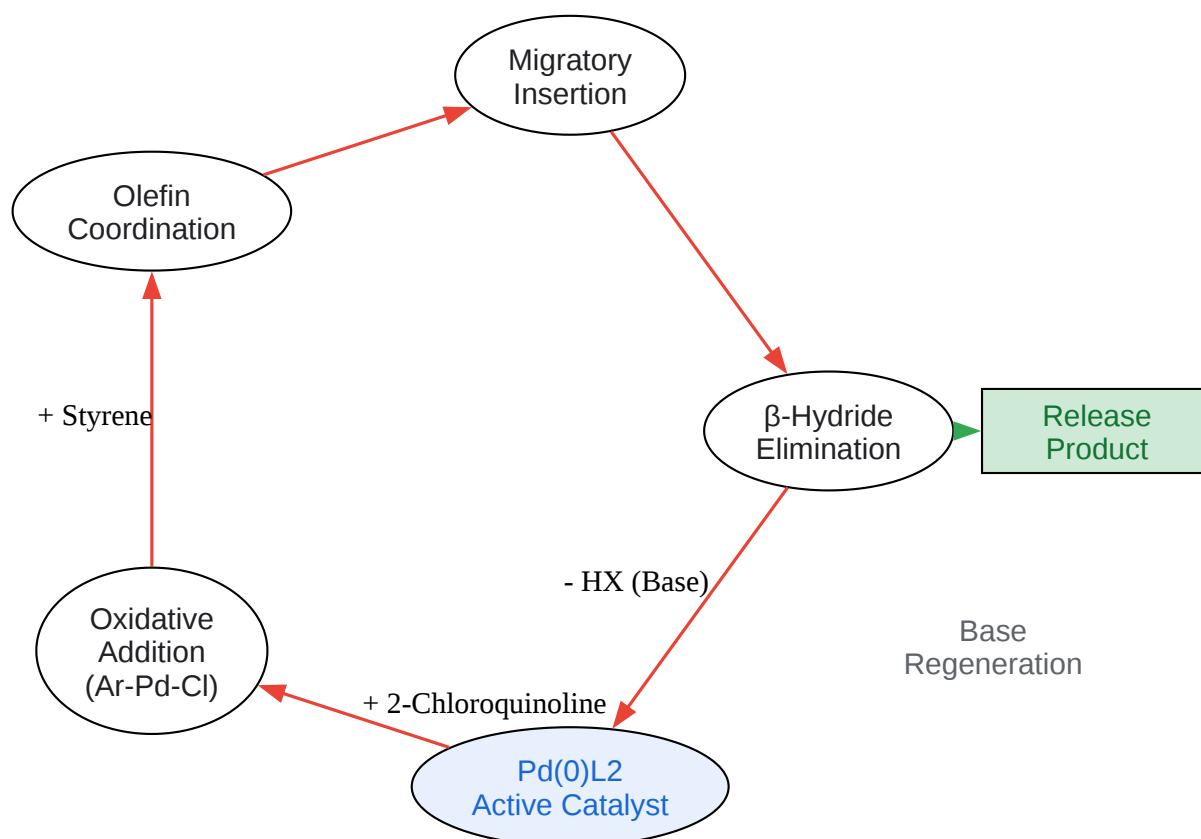 Migratory
Insertion
Olefin
Coordination
+ Styrene
β-Hydride
Elimination
Release
Product
- HX (Base)
Oxidative
Addition
(Ar-Pd-Cl)
Base
Regeneration
+ 2-Chloroquinoline
Pd(0)L2
Active Catalyst